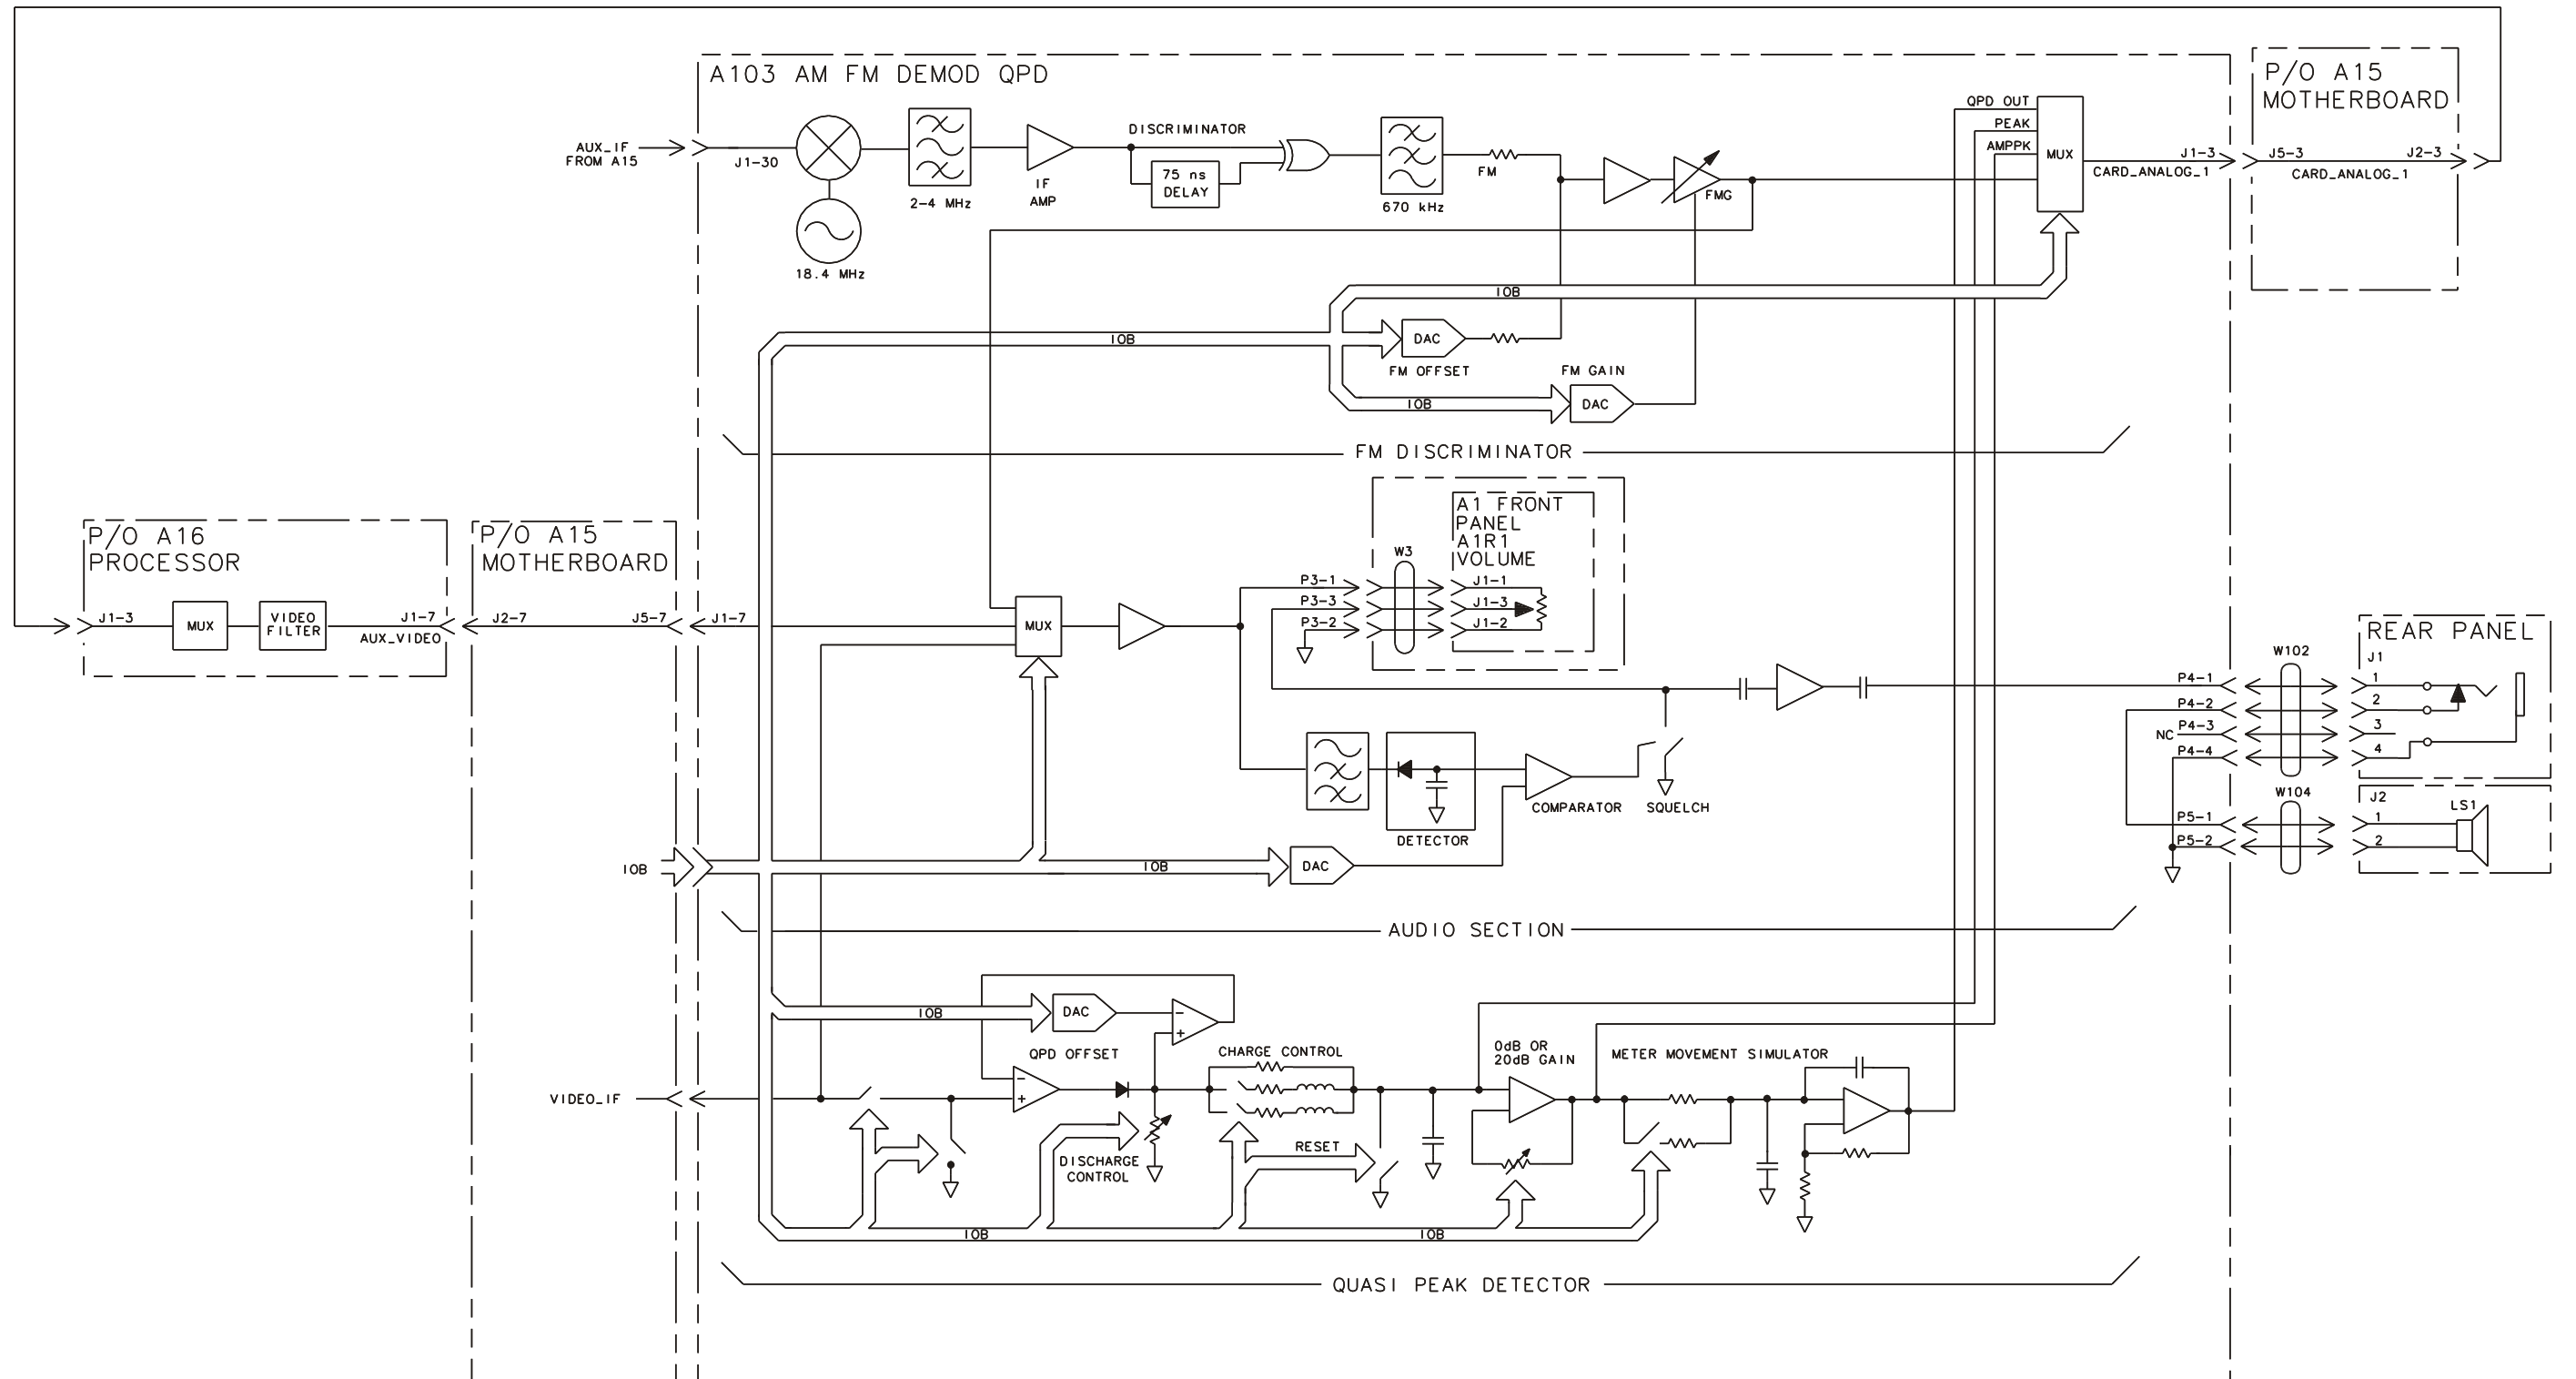 A103 AM FM DEMOD QPD
P/O A15
MOTHERBOARD
QPD OUT
PEAK
AMPPK
MUX
J1-3
CARD_ANALOG_1
J5-3
J2-3
CARD_ANALOG_1
AUX_IF
FROM A15
J1-30
18.4 MHz
2-4 MHz
IF
AMP
DISCRIMINATOR
75 ns
DELAY
670 kHz
FM
FMG
IOB
IOB
DAC
FM OFFSET
FM GAIN
IOB
DAC
FM DISCRIMINATOR
P/O A16
PROCESSOR
J1-3
MUX
VIDEO
FILTER
J1-7
AUX_VIDEO
P/O A15
MOTHERBOARD
J2-7
J5-7
J1-7
MUX
A1 FRONT
PANEL
A1R1
VOLUME
W3
P3-1
J1-1
P3-3
J1-3
P3-2
J1-2
DETECTOR
COMPARATOR
SQUELCH
IOB
IOB
DAC
P4-1
P4-2
NC
P4-3
P4-4
P5-1
P5-2
W102
W104
REAR PANEL
J1
1
2
3
4
J2
1
2
LS1
AUDIO SECTION
IOB
DAC
-
+
QPD OFFSET
-
+
VIDEO_IF
DISCHARGE
CONTROL
CHARGE CONTROL
RESET
0dB OR
20dB GAIN
METER MOVEMENT SIMULATOR
IOB
IOB
QUASI PEAK DETECTOR